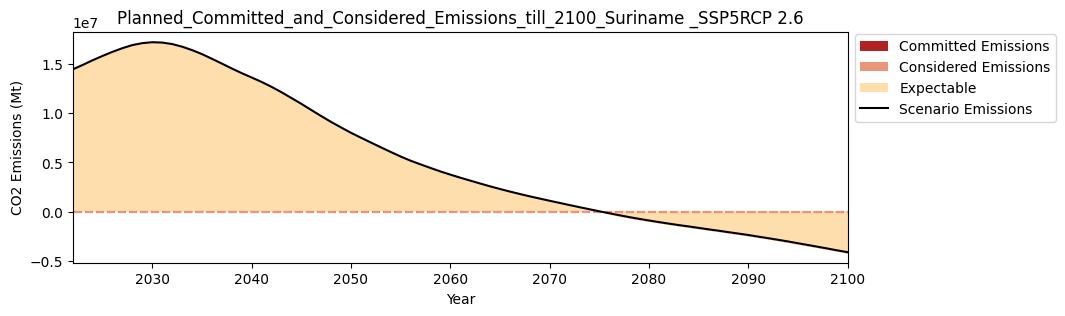 Planned_Committed_and_Considered_Emissions_till_2100_Suriname _SSP5RCP 2.6
1e7
1.5
1.0
0.5
0.0
−0.5
CO2 Emissions (Mt)
2030 2040 2050 2060 2070 2080 2090 2100
Year
Committed Emissions
Considered Emissions
Expectable
Scenario Emissions